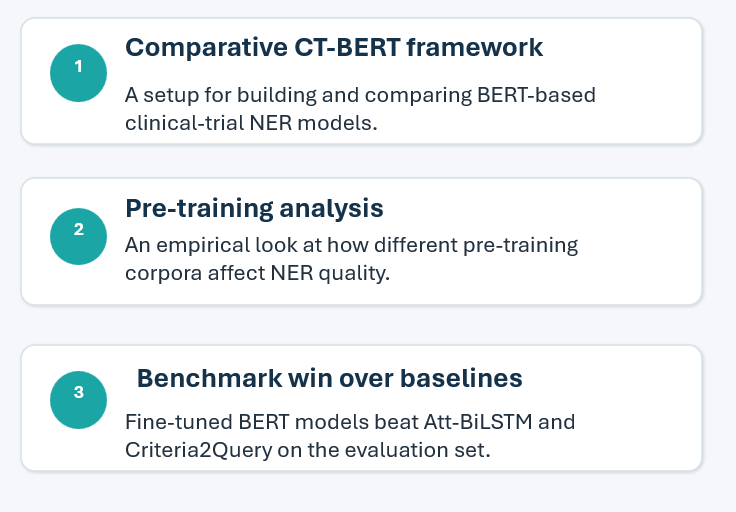 1
Comparative CT-BERT framework
A setup for building and comparing BERT-based
clinical-trial NER models.
2
Pre-training analysis
An empirical look at how different pre-training
corpora affect NER quality.
3
Benchmark win over baselines
Fine-tuned BERT models beat Att-BiLSTM and
Criteria2Query on the evaluation set.